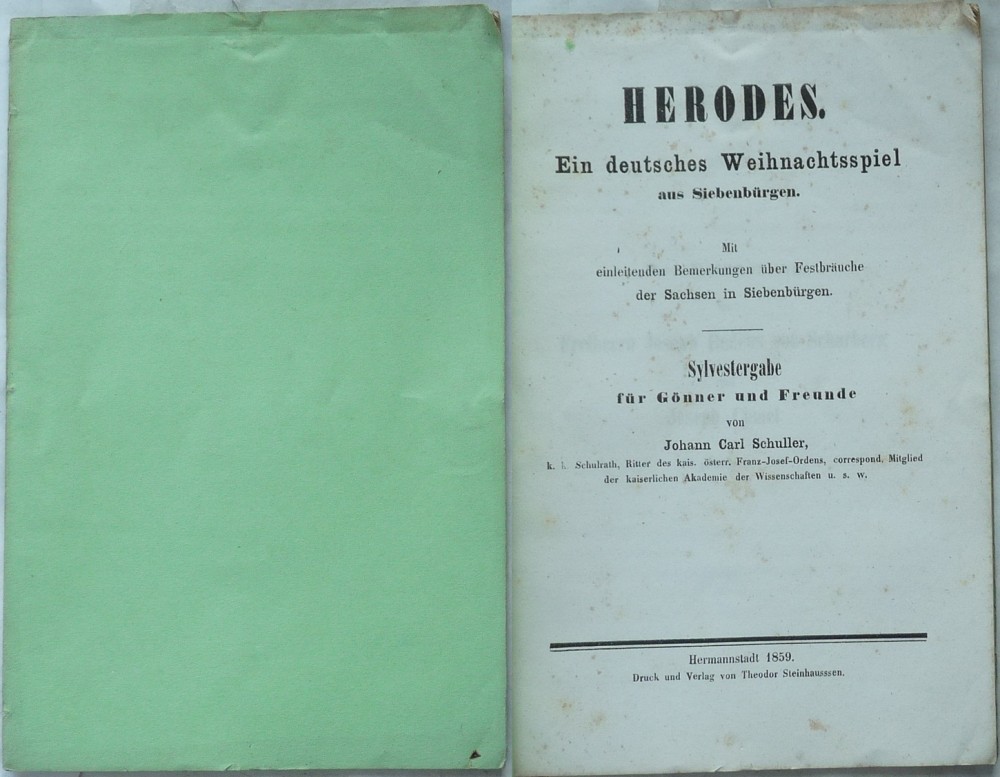 HERODES.
Ein deutsches Weihnachtsspiel
aus Siebenbürgen.
Mit
einleitenden Bemerkungen über Festbräuche
der Sachsen in Siebenbürgen.
Sylvestergabe
für Gönner und Freunde
von
Johann Carl Schuller,
k. k. Schulrath, Ritter des kais. österr. Franz-Josef-Ordens, correspond. Mitglied
der kaiserlichen Akademie der Wissenschaften u. s. w.
Hermannstadt 1859.
Druck und Verlag von Theodor Steinhausssen.